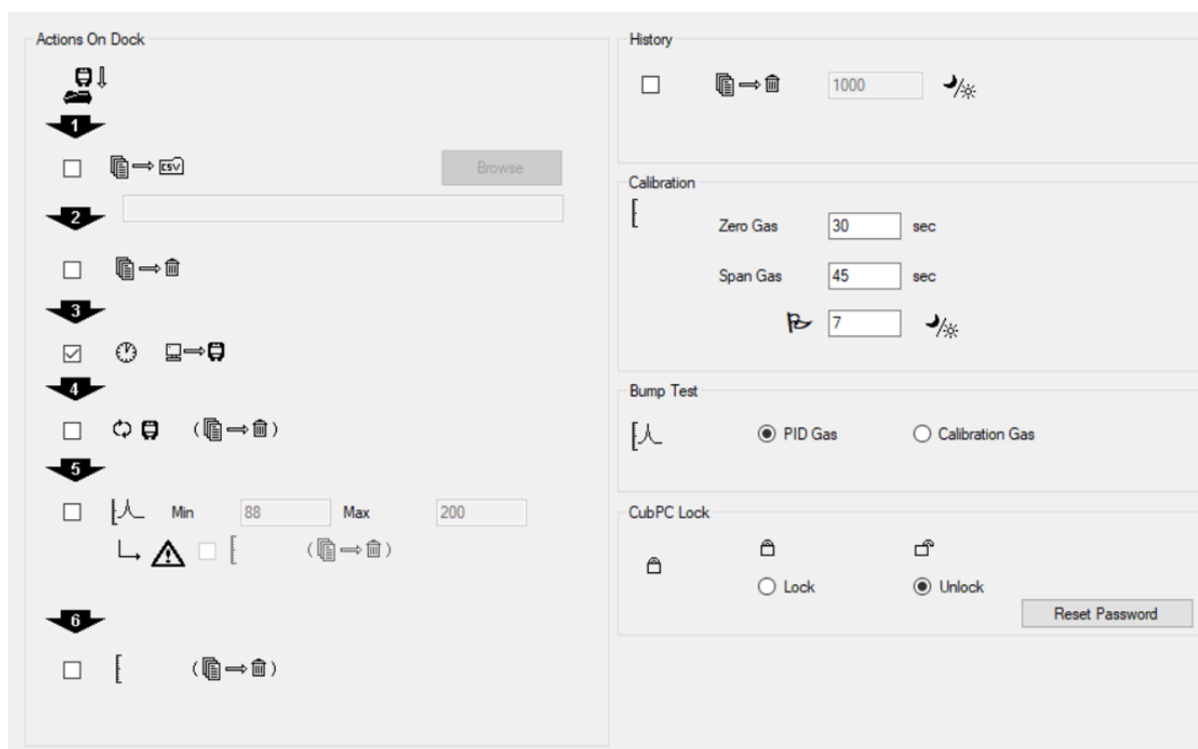 Actions On Dock
1
CSV
Browse
2
3
4
5
Min 88 Max 200
( )
6
( )
History
1000
Calibration
Zero Gas 30 sec
Span Gas 45 sec
7
Bump Test
PID Gas Calibration Gas
CubPC Lock
Lock Unlock
Reset Password